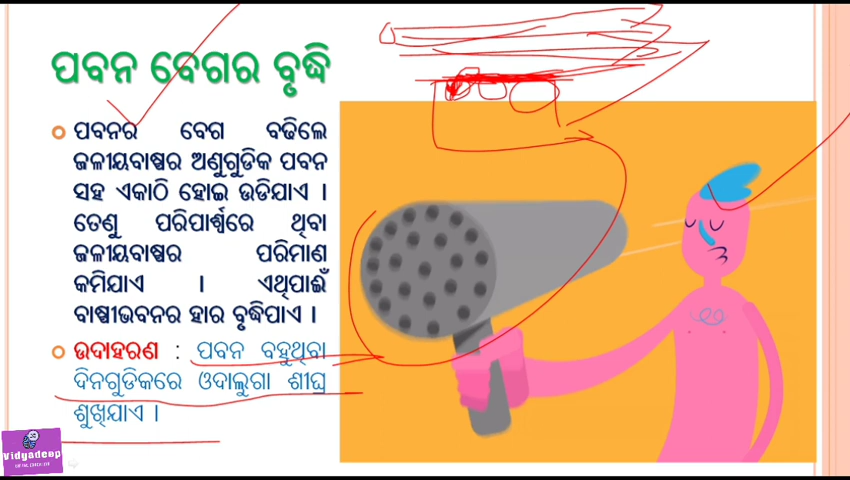 ପବନ ବେଗର ବୃଦ୍ଧି
ପବନର ବେଗ ବଢିଲେ
ଜଳୀୟବାଷ୍ପର ଅଣୁଗୁଡିକ ପବନ
ସହ ଏକାଠି ହୋଇ ଉଡିଯାଏ ।
ତେଣୁ ପରିପାର୍ଶ୍ୱରେ ଥିବା
ଜଳୀୟବାଷ୍ପର ପରିମାଣ
କମିଯାଏ । ଏଥିପାଇଁ
ବାଷ୍ପୀଭବନର ହାର ବୃଦ୍ଧିପାଏ ।
ଉଦାହରଣ : ପବନ ବହୁଥିବା
ଦିନଗୁଡିକରେ ଓଦାଲୁଗା ଶୀଘ୍ର
ଶୁଖିଯାଏ ।
Vidyadeep